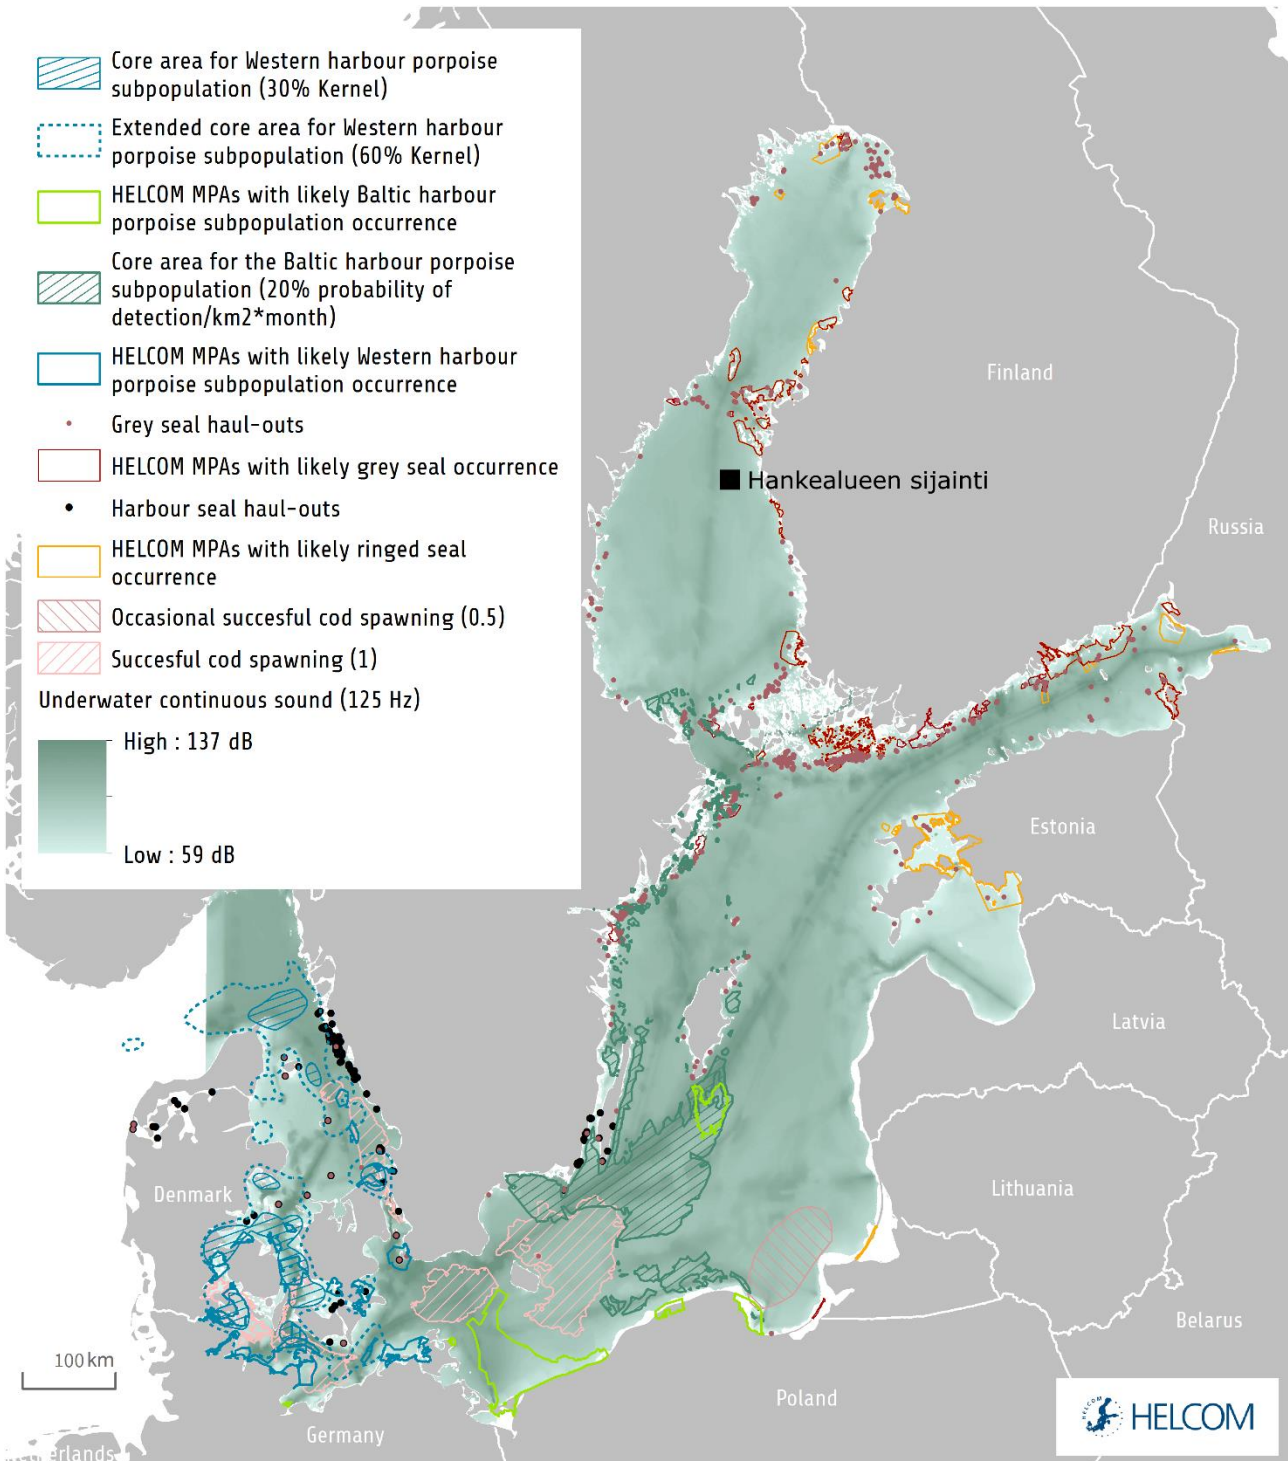 Core area for Western harbour porpoise
subpopulation (30% Kernel)
Extended core area for Western harbour
porpoise subpopulation (60% Kernel)
HELCOM MPAs with likely Baltic harbour
porpoise subpopulation occurrence
Core area for the Baltic harbour porpoise
subpopulation (20% probability of
detection/km2*month)
HELCOM MPAs with likely Western harbour
porpoise subpopulation occurrence
Grey seal haul-outs
HELCOM MPAs with likely grey seal occurrence
Harbour seal haul-outs
HELCOM MPAs with likely ringed seal
occurrence
Occasional succesful cod spawning (0.5)
Succesful cod spawning (1)
Underwater continuous sound (125 Hz)
High : 137 dB
Low : 59 dB
Finland
Hankealueen sijainti
Russia
Estonia
Latvia
Denmark
Lithuania
Belarus
100 km
Poland
Germany
HELCOM
HELCOM